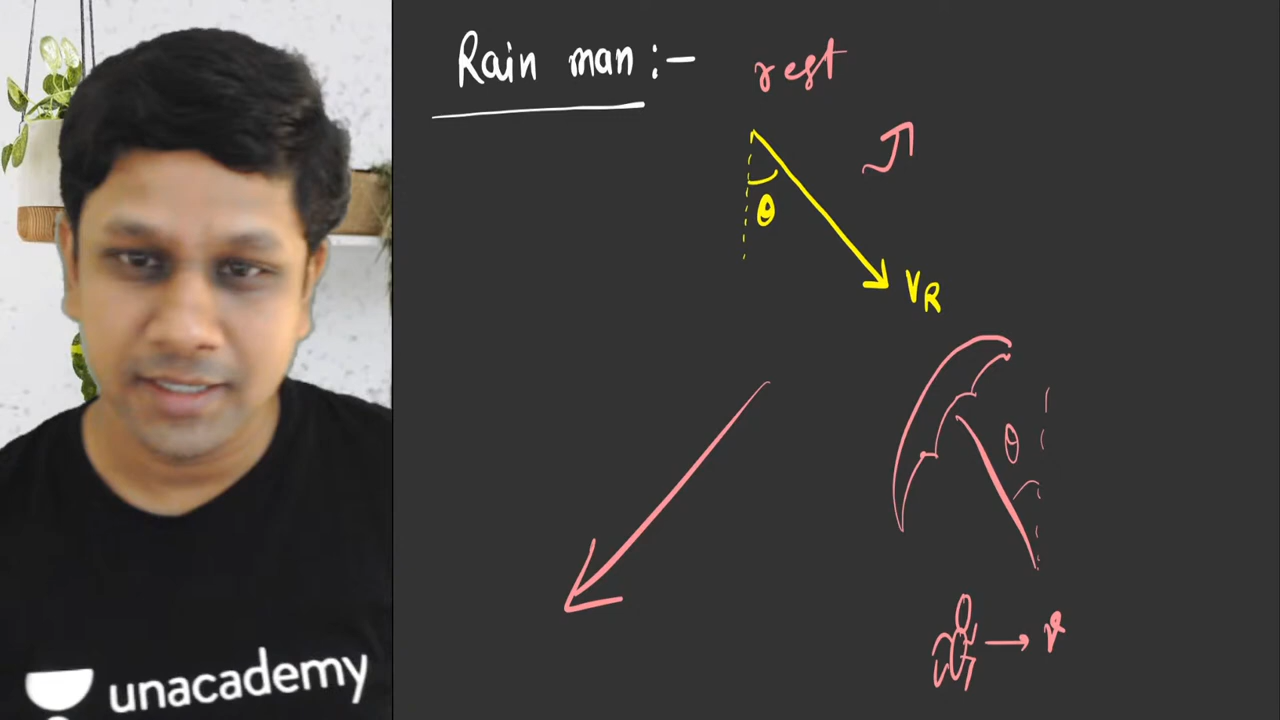 Rain man :-
rest
θ
VR
θ
v
unacademy